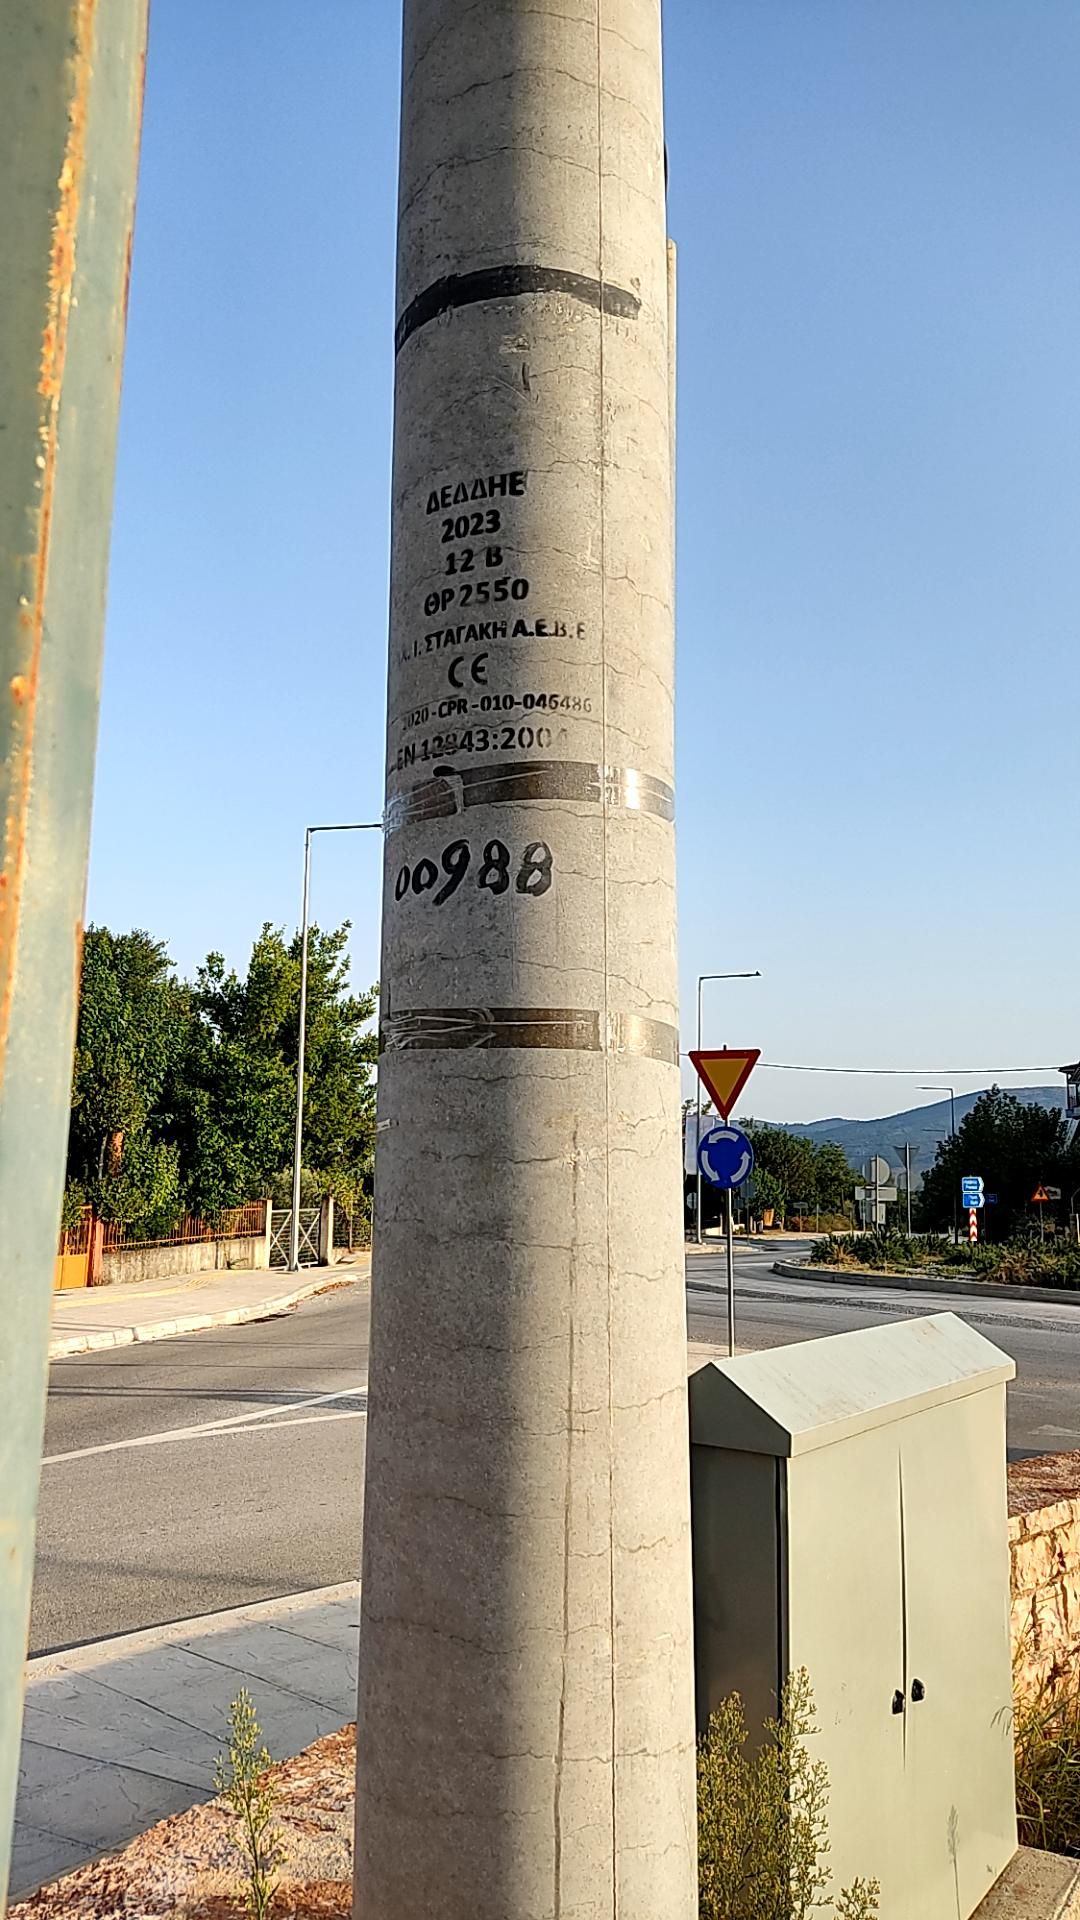 ΔΕΔΔΗΕ
2023
12 Β
ΘΡ 2550
Ι. ΣΤΑΓΑΚΗ Α.Ε.Β.Ε
CE
2020-CPR-010-046486
EN 12843:2004
00988